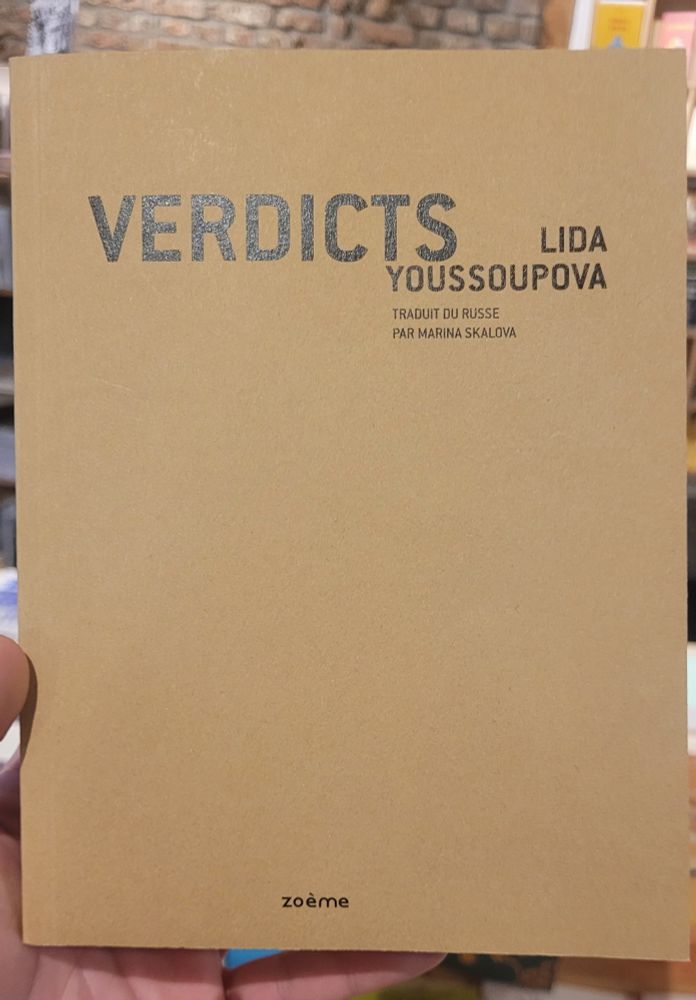 VERDICTS
LIDA
YOUSSOUPOVA
TRADUIT DU RUSSE
PAR MARINA SKALOVA
zoème